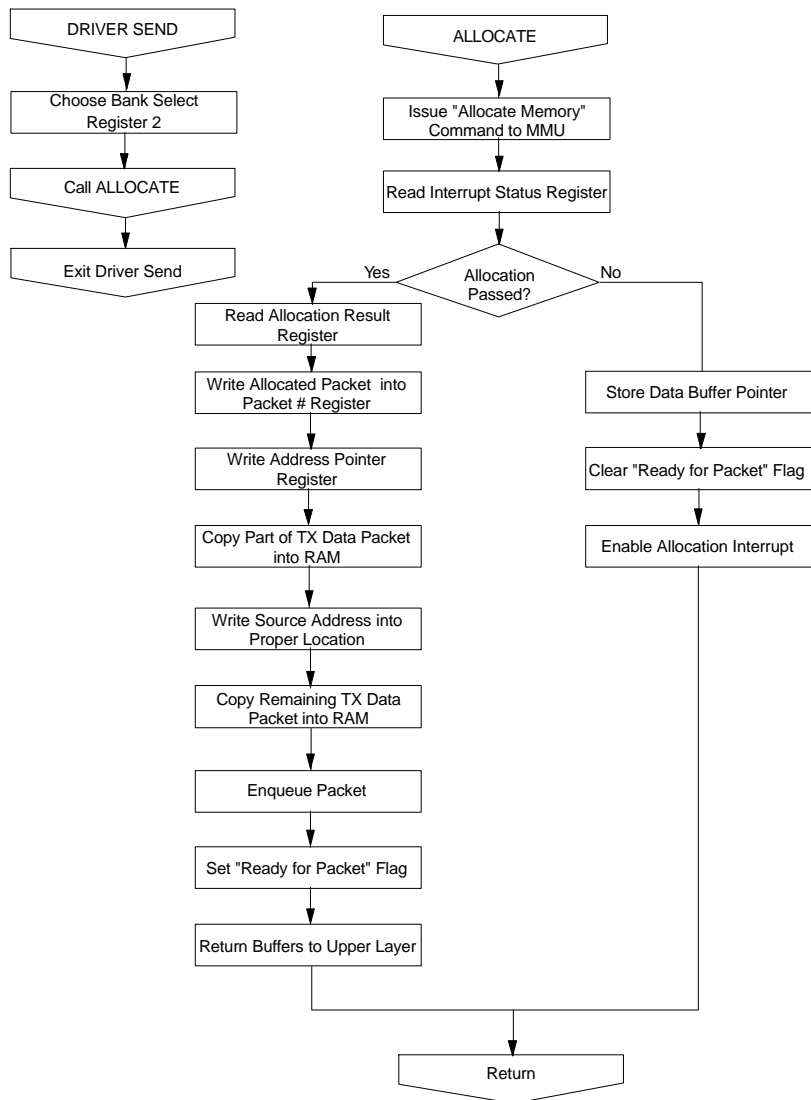 DRIVER SEND
Choose Bank Select
Register 2
Call ALLOCATE
Exit Driver Send
ALLOCATE
Issue "Allocate Memory"
Command to MMU
Read Interrupt Status Register
Allocation
Passed?
Yes
No
Read Allocation Result
Register
Write Allocated Packet into
Packet # Register
Write Address Pointer
Register
Copy Part of TX Data Packet
into RAM
Write Source Address into
Proper Location
Copy Remaining TX Data
Packet into RAM
Enqueue Packet
Set "Ready for Packet" Flag
Return Buffers to Upper Layer
Store Data Buffer Pointer
Clear "Ready for Packet" Flag
Enable Allocation Interrupt
Return